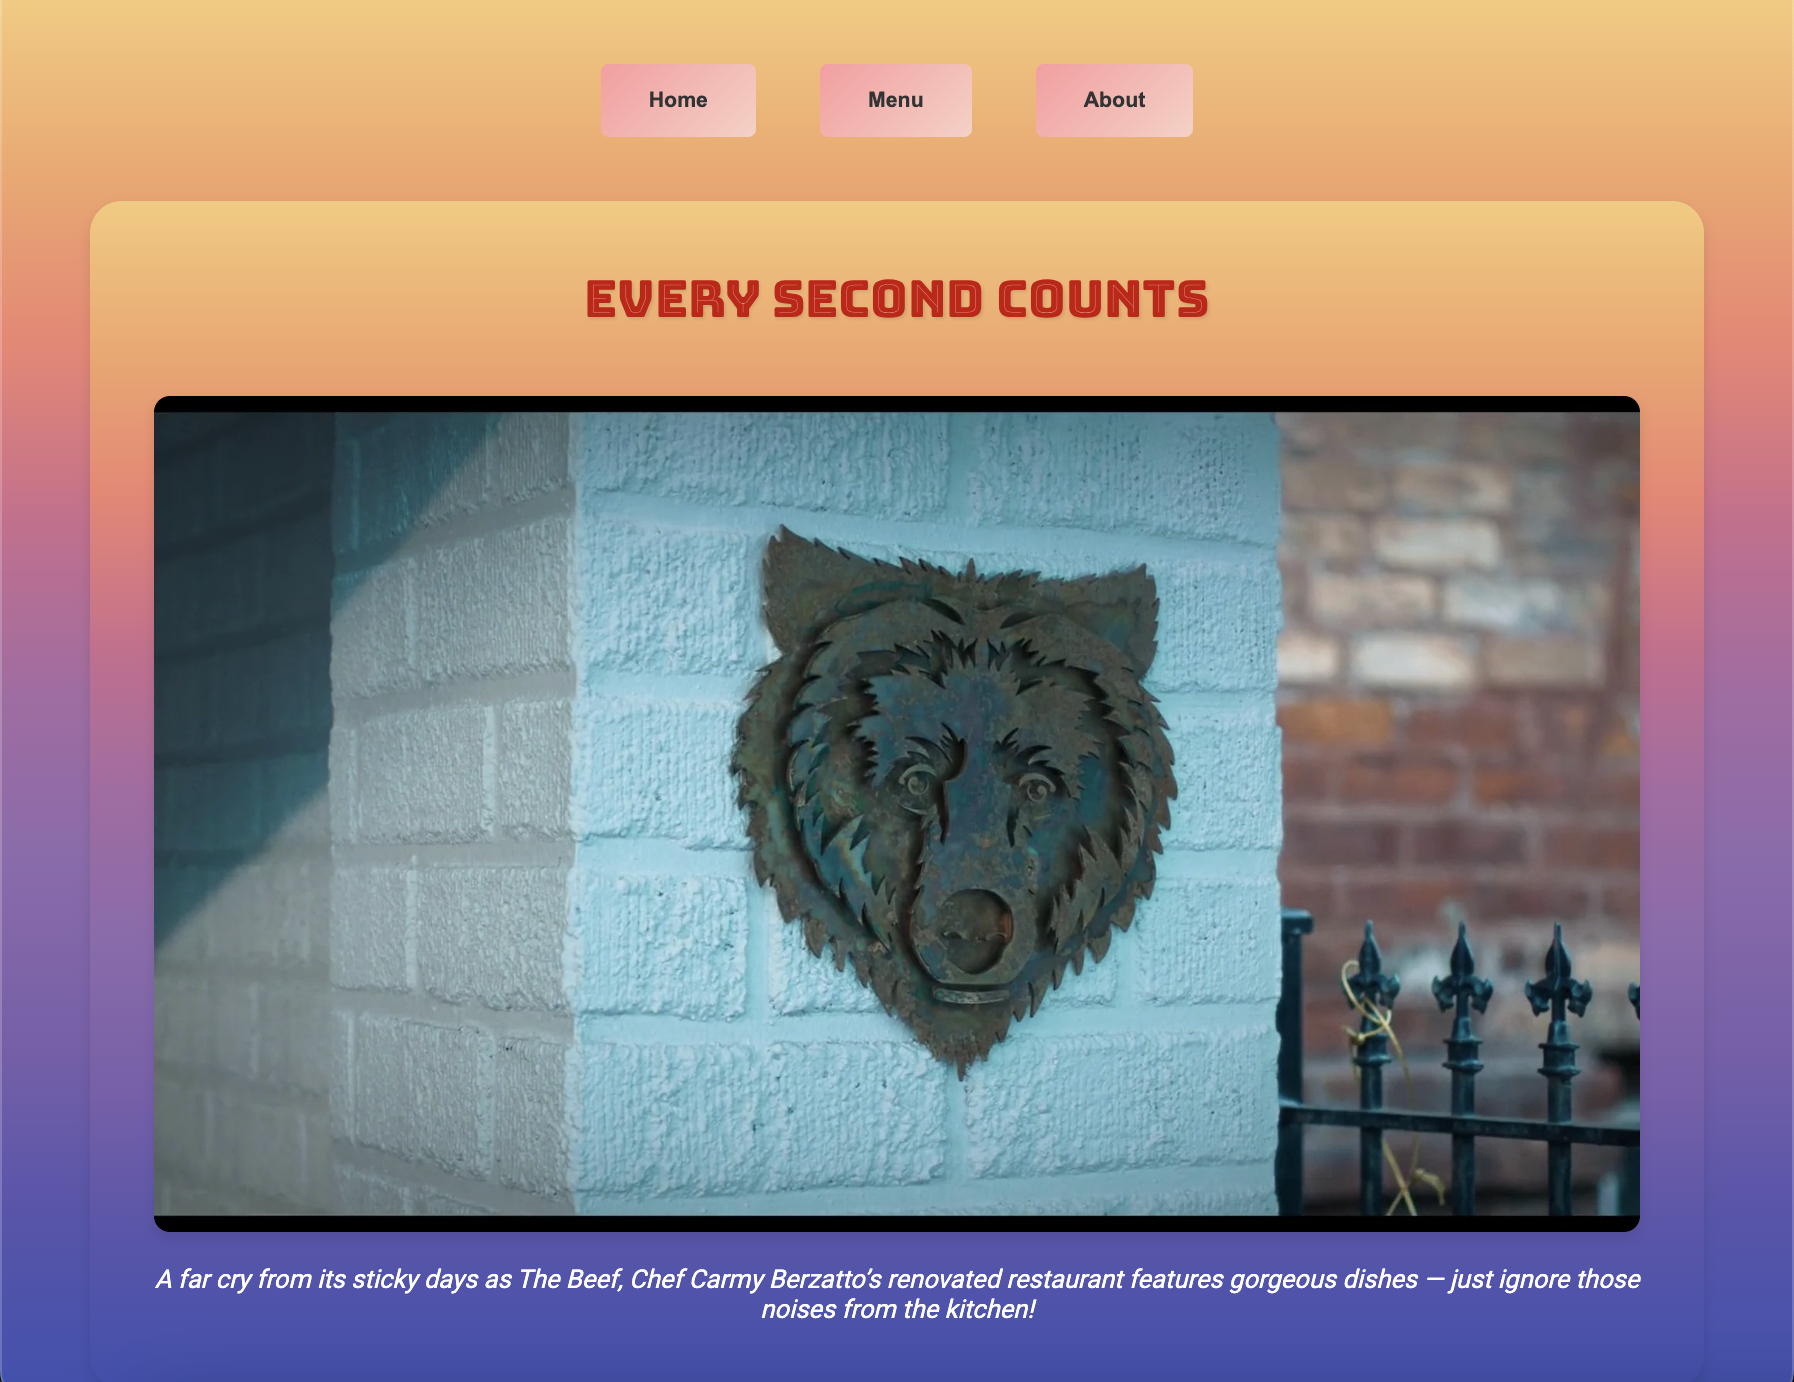 Home
Menu
About
EVERY SECOND COUNTS
A far cry from its sticky days as The Beef, Chef Carmy Berzatto’s renovated restaurant features gorgeous dishes — just ignore those
noises from the kitchen!